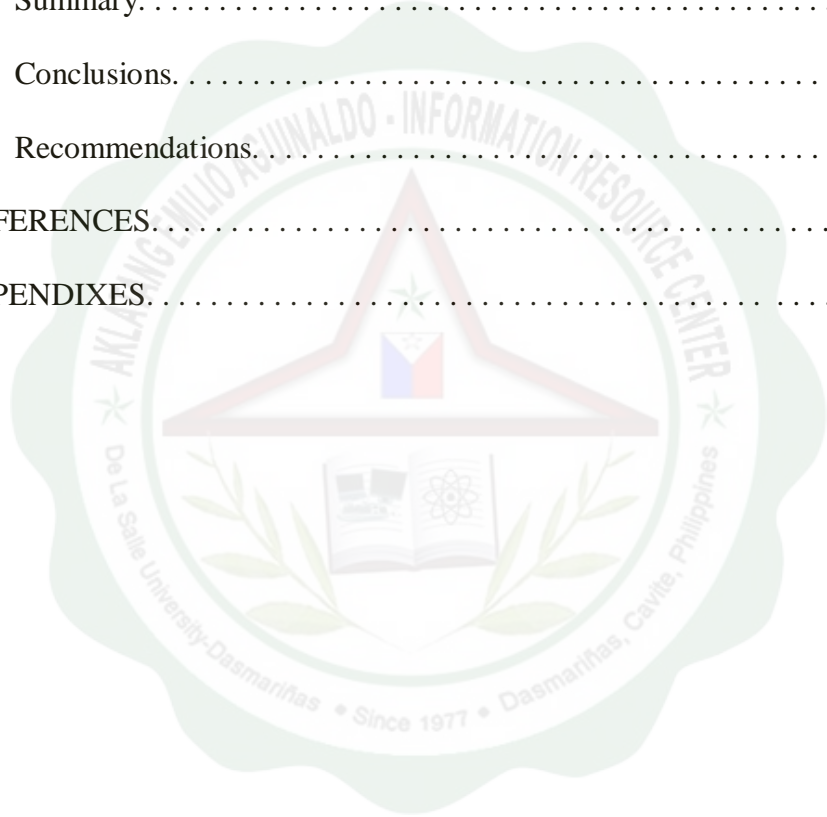 Summary. . . . . . . . . . . . . . . . . . . . . . . . . . . . . . . . . . . . . .
Conclusions. . . . . . . . . . . . . . . . . . . . . . . . . . . . . . . . . . .
Recommendations. . . . . . . . . . . . . . . . . . . . . . . . . . . . . .
FERENCES. . . . . . . . . . . . . . . . . . . . . . . . . . . . . . . . . . .
PENDIXES. . . . . . . . . . . . . . . . . . . . . . . . . . . . . . . . . . .
AKLATANG EMILIO AGUINALDO - INFORMATION RESOURCE CENTER
De La Salle University-Dasmariñas * Since 1977 * Dasmariñas, Cavite, Philippines